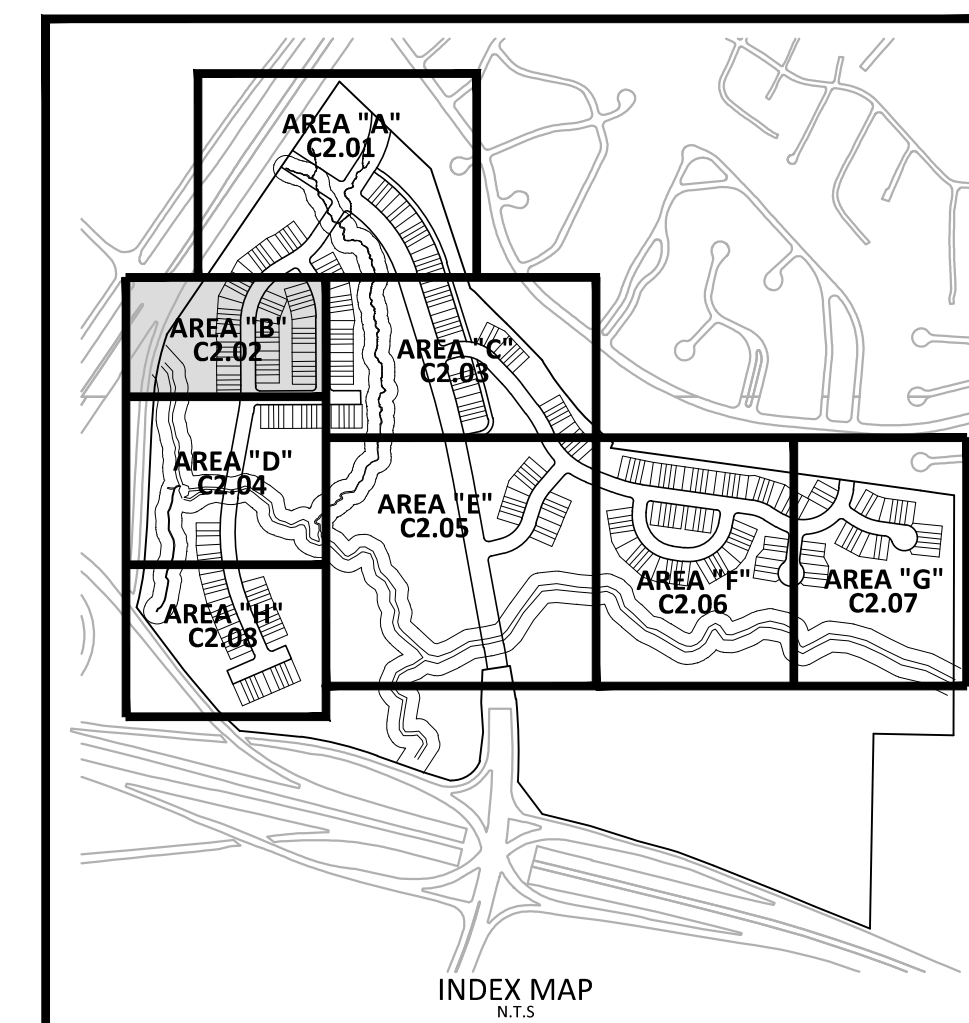 AREA "A"
C2.01
AREA "B"
C2.02
AREA "C"
C2.03
AREA "D"
C2.04
AREA "E"
C2.05
AREA "F"
C2.06
AREA "G"
C2.07
AREA "H"
C2.08
INDEX MAP
N.T.S